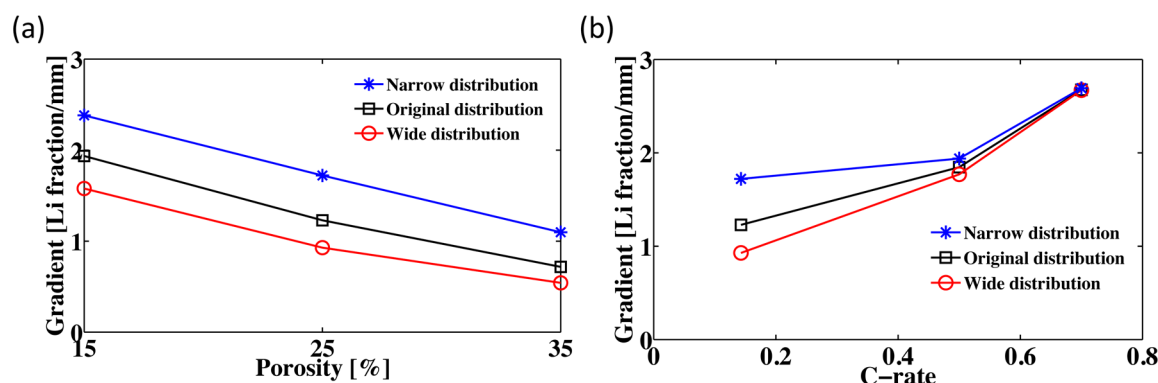 (a)
3
2
1
0
Gradient [Li fraction/mm]
Narrow distribution
Original distribution
Wide distribution
15
25
35
Porosity [%]
(b)
3
2
1
0
Gradient [Li fraction/mm]
Narrow distribution
Original distribution
Wide distribution
0
0.2
0.4
0.6
0.8
C-rate